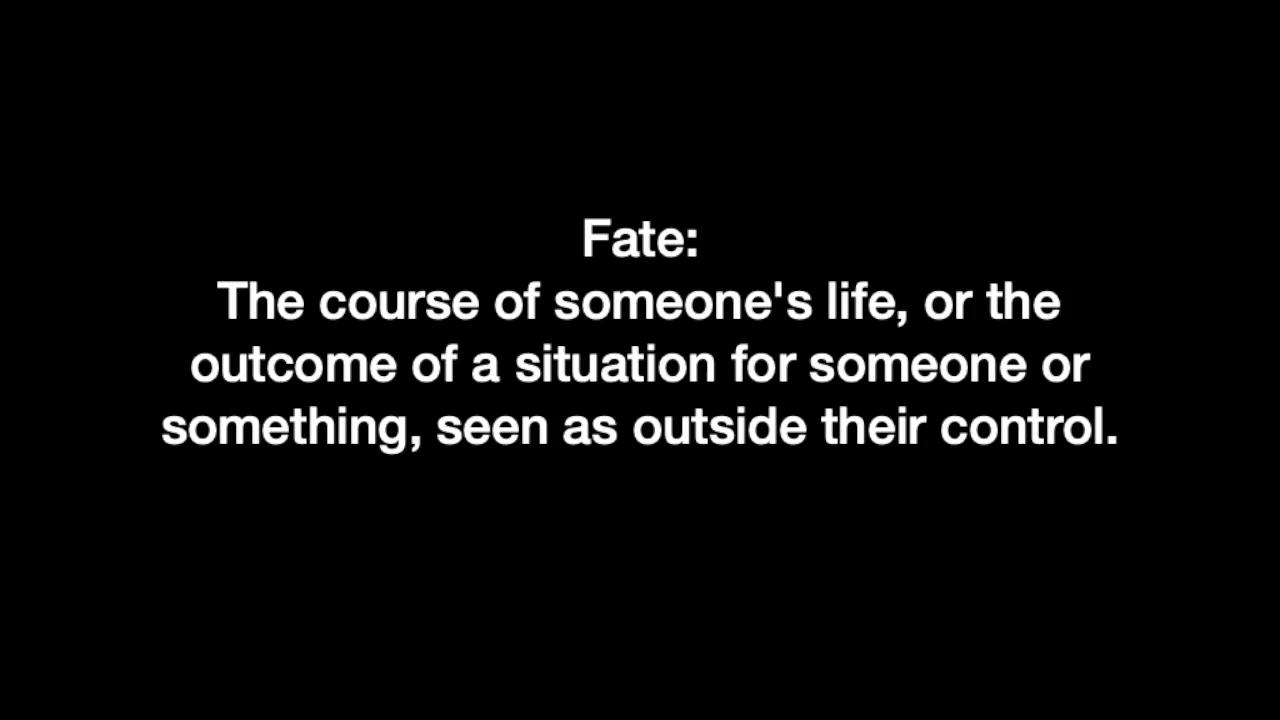 Fate:
The course of someone's life, or the
outcome of a situation for someone or
something, seen as outside their control.